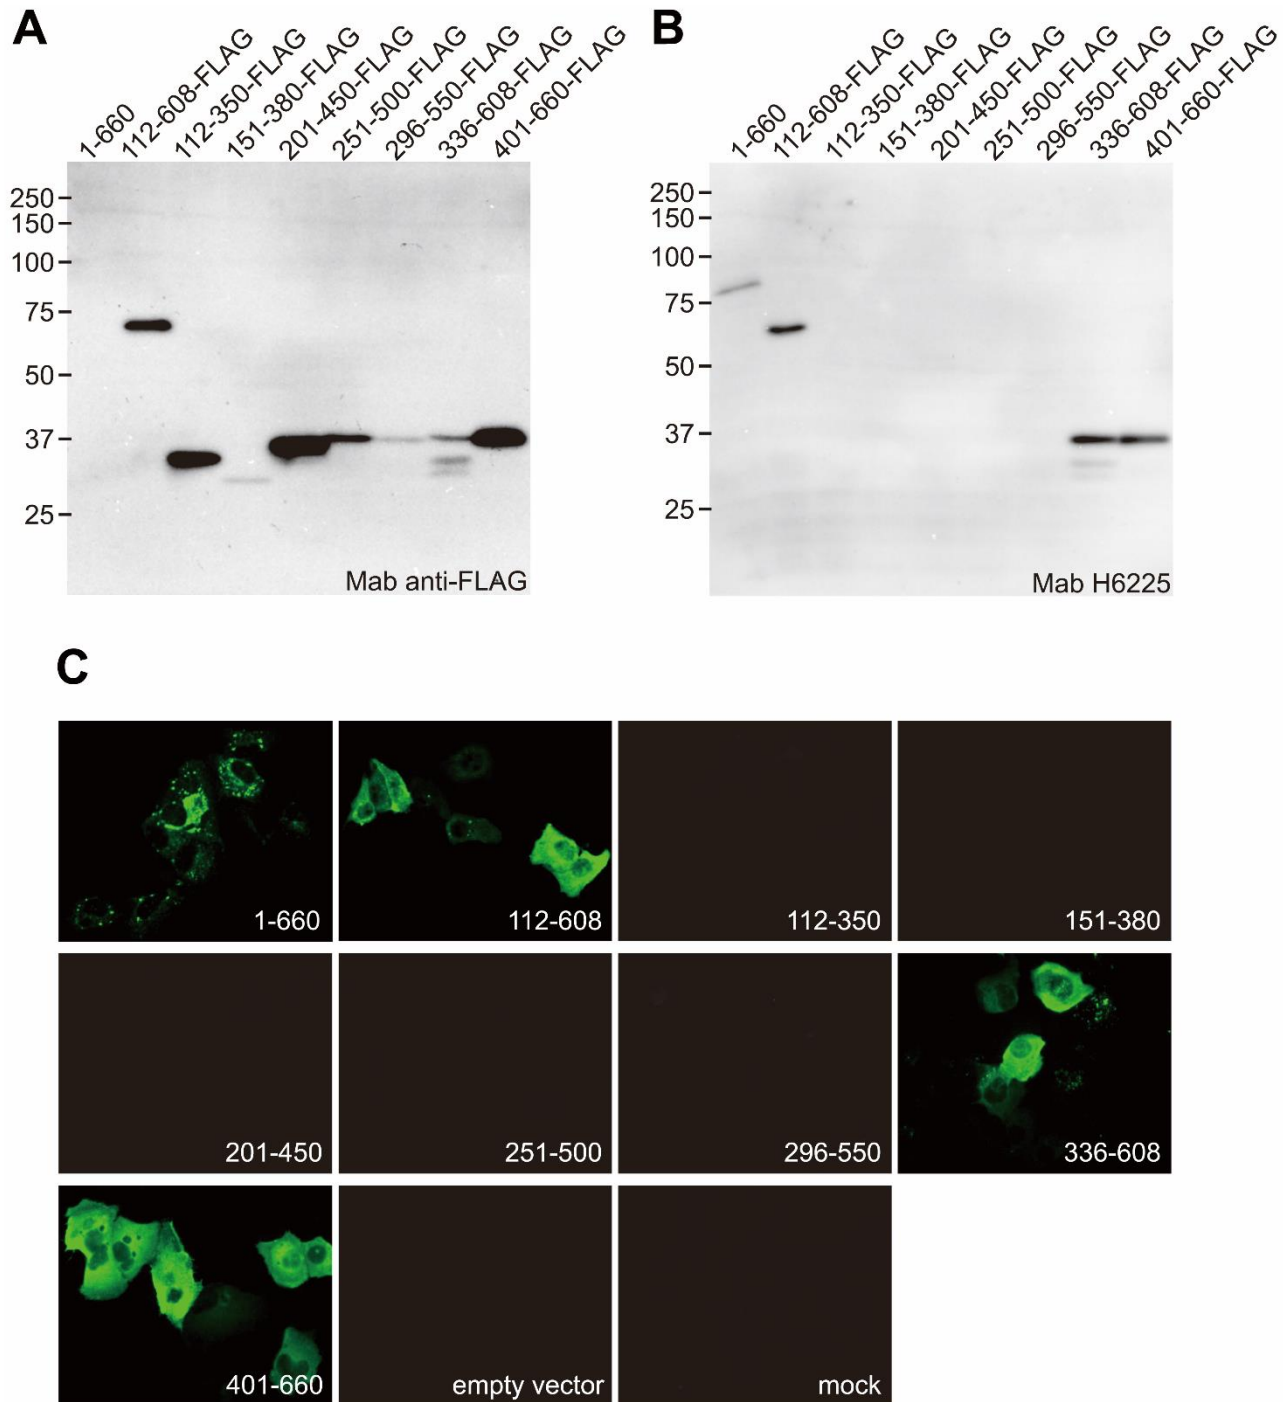 A
1-660
112-608-FLAG
112-350-FLAG
151-380-FLAG
201-450-FLAG
251-500-FLAG
296-550-FLAG
336-608-FLAG
401-660-FLAG
250
150
100
75
50
37
25
Mab anti-FLAG
B
1-660
112-608-FLAG
112-350-FLAG
151-380-FLAG
201-450-FLAG
251-500-FLAG
296-550-FLAG
336-608-FLAG
401-660-FLAG
250
150
100
75
50
37
25
Mab H6225
C
1-660
112-608
112-350
151-380
201-450
251-500
296-550
336-608
401-660
empty vector
mock